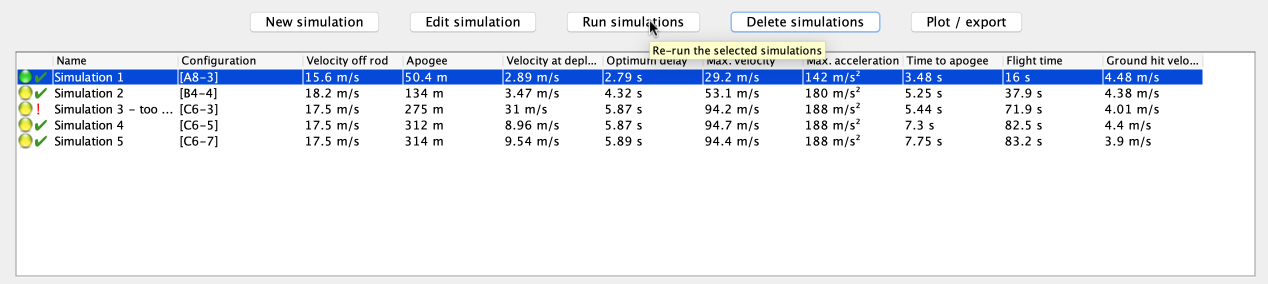 New simulation Edit simulation Run simulations Delete simulations Plot / export
Re-run the selected simulations
Name Configuration Velocity off rod Apogee Velocity at depl... Optimum delay Max. velocity Max. acceleration Time to apogee Flight time Ground hit velo...
Simulation 1 [A8-3] 15.6 m/s 50.4 m 2.89 m/s 2.79 s 29.2 m/s 142 m/s² 3.48 s 16 s 4.48 m/s
Simulation 2 [B4-4] 18.2 m/s 134 m 3.47 m/s 4.32 s 53.1 m/s 180 m/s² 5.25 s 37.9 s 4.38 m/s
Simulation 3 - too ... [C6-3] 17.5 m/s 275 m 31 m/s 5.87 s 94.2 m/s 188 m/s² 5.44 s 71.9 s 4.01 m/s
Simulation 4 [C6-5] 17.5 m/s 312 m 8.96 m/s 5.87 s 94.7 m/s 188 m/s² 7.3 s 82.5 s 4.4 m/s
Simulation 5 [C6-7] 17.5 m/s 314 m 9.54 m/s 5.89 s 94.4 m/s 188 m/s² 7.75 s 83.2 s 3.9 m/s